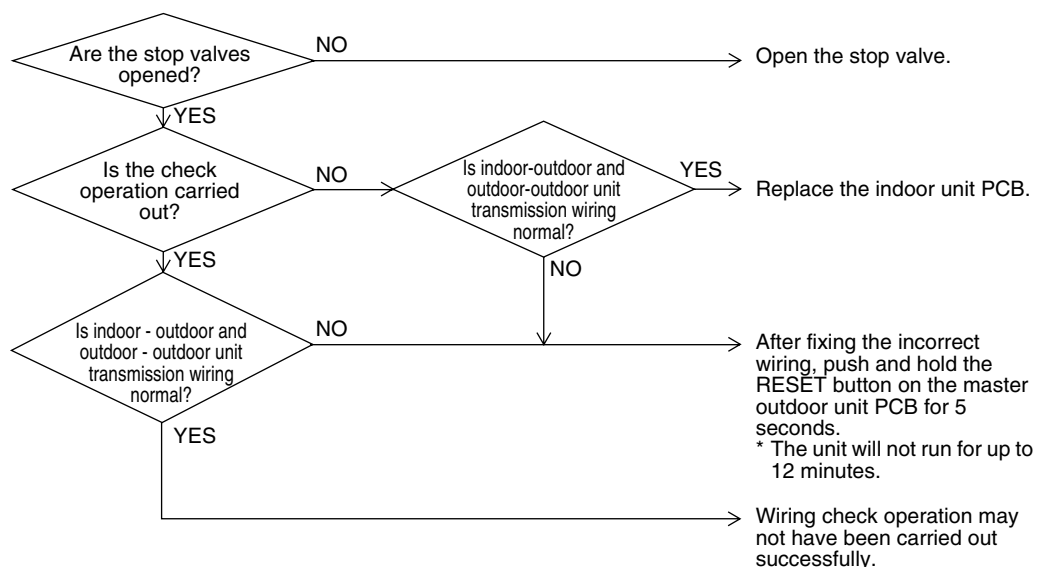 Are the stop valves
opened?
NO
Open the stop valve.
YES
Is the check
operation carried
out?
NO
Is indoor-outdoor and
outdoor-outdoor unit
transmission wiring
normal?
YES
Replace the indoor unit PCB.
YES
NO
Is indoor - outdoor and
outdoor - outdoor unit
transmission wiring
normal?
NO
After fixing the incorrect
wiring, push and hold the
RESET button on the master
outdoor unit PCB for 5
seconds.
* The unit will not run for up to
12 minutes.
YES
Wiring check operation may
not have been carried out
successfully.